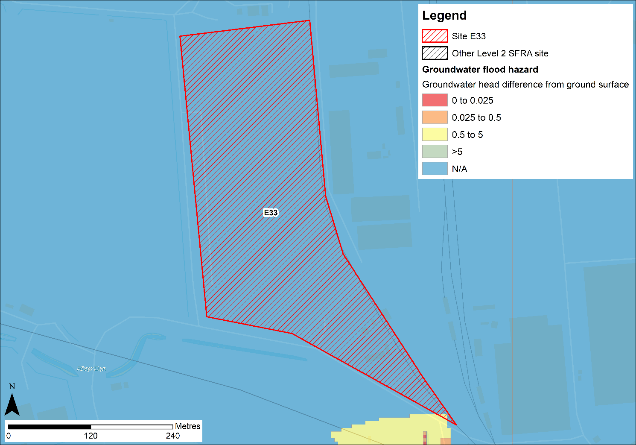 Legend
Site E33
Other Level 2 SFRA site
Groundwater flood hazard
Groundwater head difference from ground surface
0 to 0.025
0.025 to 0.5
0.5 to 5
>5
N/A
E33
N
Metres
0 120 240